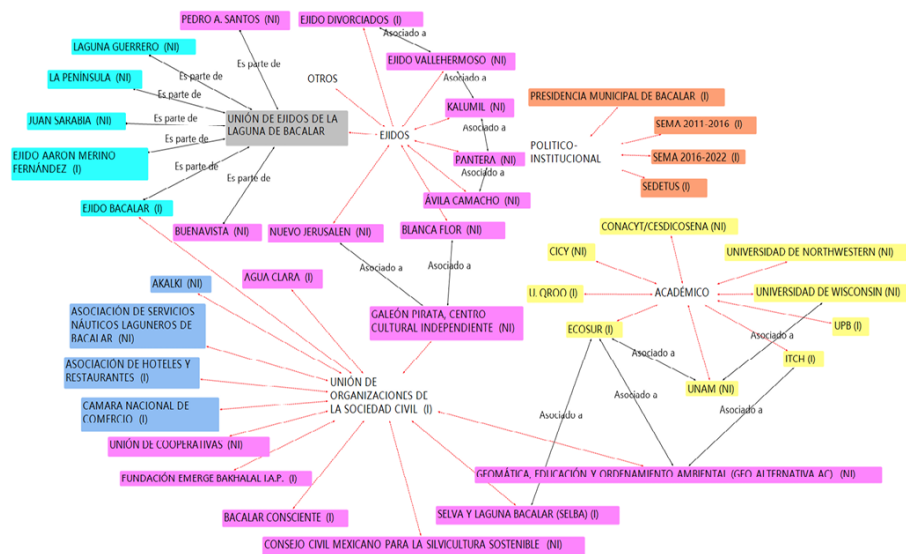 PEDRO A. SANTOS (NI)
EJIDO DIVORCIADOS (I)
Asociado a
LAGUNA GUERRERO (NI)
Es parte de
EJIDO VALLEHERMOSO (NI)
Es parte de
LA PENÍNSULA (NI)
OTROS
Asociado a
Es parte de
PRESIDENCIA MUNICIPAL DE BACALAR (I)
KALUMIL (NI)
JUAN SARABIA (NI)
UNIÓN DE EJIDOS DE LA
LAGUNA DE BACALAR
Es parte de
EJIDOS
Asociado a
SEMA 2011-2016 (I)
POLITICO-
INSTITUCIONAL
Es parte de
EJIDO AARON MERINO
FERNÁNDEZ (I)
PANTERA (NI)
SEMA 2016-2022 (I)
Es parte de
Es parte de
Asociado a
SEDETUS (I)
ÁVILA CAMACHO (NI)
EJIDO BACALAR (I)
BUENAVISTA (NI)
NUEVO JERUSALEN (NI)
BLANCA FLOR (NI)
CONACYT/CESDICOSENA (NI)
Asociado a
Asociado a
CICY (NI)
UNIVERSIDAD DE NORTHWESTERN (NI)
AKALKI (NI)
AGUA CLARA (I)
U. QROO (I)
ACADÉMICO
UNIVERSIDAD DE WISCONSIN (NI)
ASOCIACIÓN DE SERVICIOS
NÁUTICOS LAGUNEROS DE
BACALAR (NI)
GALEÓN PIRATA, CENTRO
CULTURAL INDEPENDIENTE (NI)
ECOSUR (I)
UPB (I)
Asociado a
Asociado a
ITCH (I)
ASOCIACIÓN DE HOTELES Y
RESTAURANTES (I)
UNIÓN DE
ORGANIZACIONES DE
LA SOCIEDAD CIVIL (I)
UNAM (NI)
CAMARA NACIONAL DE
COMERCIO (I)
Asociado a
Asociado a
Asociado a
UNIÓN DE COOPERATIVAS (NI)
FUNDACIÓN EMERGE BAKHALAL I.A.P. (I)
GEOMÁTICA, EDUCACIÓN Y ORDENAMIENTO AMBIENTAL (GEO ALTERNATIVA AC) (NI)
BACALAR CONSCIENTE (NI)
SELVA Y LAGUNA BACALAR (SELBA) (I)
CONSEJO CIVIL MEXICANO PARA LA SILVICULTURA SOSTENIBLE (NI)